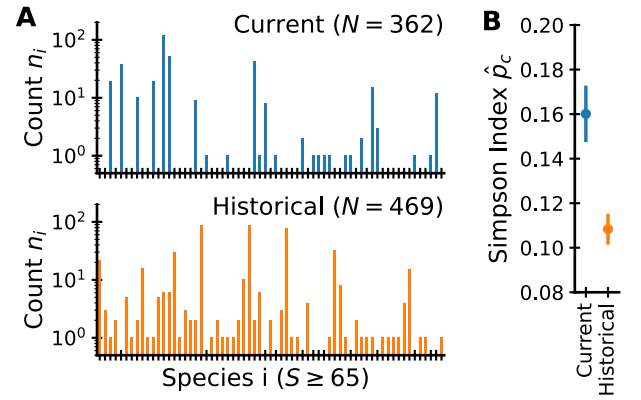 A
Current (N = 362)
Count nᵢ
10²
10¹
10⁰
Historical (N = 469)
Count nᵢ
10²
10¹
10⁰
Species i (S ≥ 65)
B
Simpson Index p̂_c
0.20
0.18
0.16
0.14
0.12
0.10
0.08
Current
Historical